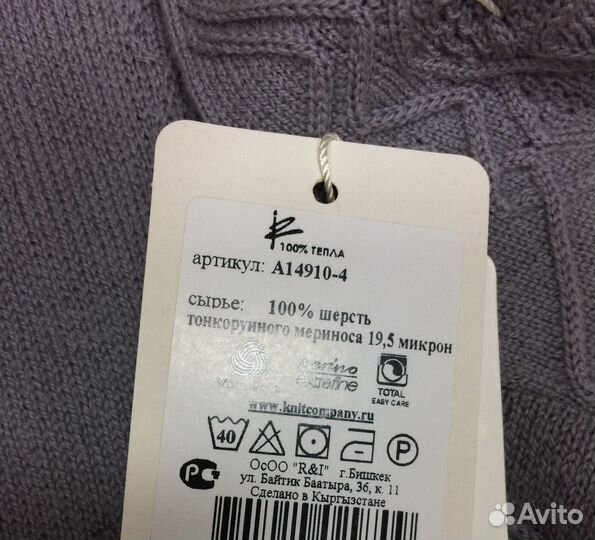 100% ТЕПЛА
артикул: А14910-4
сырье: 100% шерсть
тонкорунного мериноса 19,5 микрон
TOTAL
EASY CARE
www.knitcompany.ru
40 P
ОсОО "R&I" г.Бишкек
ул. Байтик Баатыра, 36, к. 11
Сделано в Кыргызстане
Avito